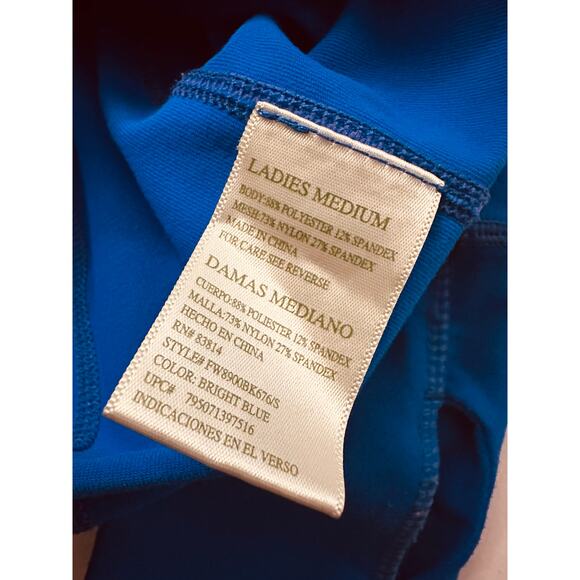 LADIES MEDIUM
BODY:88% POLYESTER 12% SPANDEX
MESH:73% NYLON 27% SPANDEX
MADE IN CHINA
FOR CARE SEE REVERSE
DAMAS MEDIANO
CUERPO:88% POLIESTER 12% SPANDEX
MALLA:73% NYLON 27% SPANDEX
HECHO EN CHINA
RN# 83814
STYLE# FW8900BK676/S
COLOR: BRIGHT BLUE
UPC# 795071397516
INDICACIONES EN EL VERSO